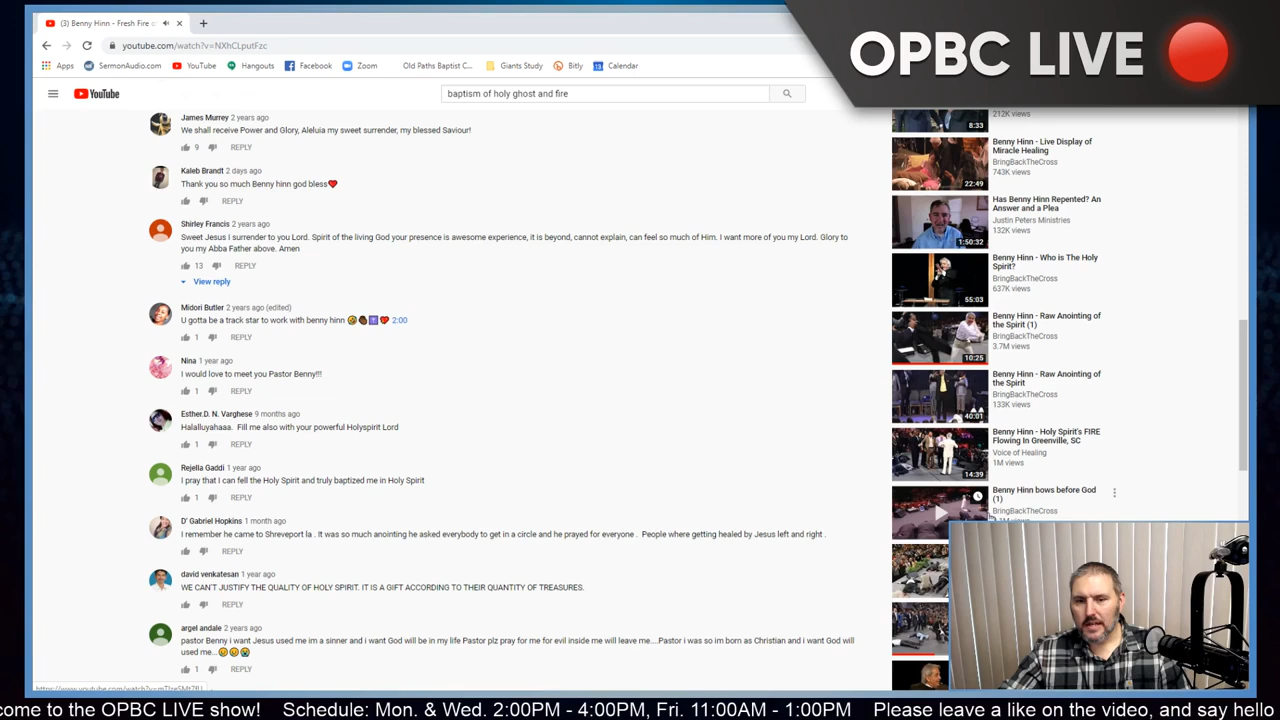 (3) Benny Hinn - Fresh Fire
OPBC LIVE
youtube.com/watch?v=NXhCLputFzc
Apps SermonAudio.com YouTube Hangouts Facebook Zoom Old Paths Baptist C... Giants Study Bitly Calendar
YouTube
baptism of holy ghost and fire
James Murrey 2 years ago
We shall receive Power and Glory, Aleluia my sweet surrender, my blessed Saviour!
9 REPLY
Kaleb Brandt 2 days ago
Thank you so much Benny hinn god bless❤
REPLY
Shirley Francis 2 years ago
Sweet Jesus I surrender to you Lord. Spirit of the living God your presence is awesome experience, it is beyond, cannot explain, can feel so much of Him. I want more of you my Lord. Glory to
you my Abba Father above. Amen
13 REPLY
View reply
Midori Butler 2 years ago (edited)
U gotta be a track star to work with benny hinn 2:00
1 REPLY
Nina 1 year ago
I would love to meet you Pastor Benny!!!
1 REPLY
Esther.D. N. Varghese 9 months ago
Halalluyahaaa. Fill me also with your powerful Holyspirit Lord
1 REPLY
Rejella Gaddi 1 year ago
I pray that I can fell the Holy Spirit and truly baptized me in Holy Spirit
1 REPLY
D' Gabriel Hopkins 1 month ago
I remember he came to Shreveport la . It was so much anointing he asked everybody to get in a circle and he prayed for everyone . People where getting healed by Jesus left and right .
REPLY
david venkatesan 1 year ago
WE CAN'T JUSTIFY THE QUALITY OF HOLY SPIRIT. IT IS A GIFT ACCORDING TO THEIR QUANTITY OF TREASURES.
REPLY
argel andale 2 years ago
pastor Benny i want Jesus used me im a sinner and i want God will be in my life Pastor plz pray for me for evil inside me will leave me....Pastor i was so im born as Christian and i want God will
used me...
1 REPLY
212K views
8:33
Benny Hinn - Live Display of
Miracle Healing
BringBackTheCross
743K views
22:49
Has Benny Hinn Repented? An
Answer and a Plea
Justin Peters Ministries
132K views
1:50:32
Benny Hinn - Who is The Holy
Spirit?
BringBackTheCross
637K views
55:03
Benny Hinn - Raw Anointing of
the Spirit (1)
BringBackTheCross
3.7M views
10:25
Benny Hinn - Raw Anointing of
the Spirit
BringBackTheCross
133K views
40:01
Benny Hinn - Holy Spirit's FIRE
Flowing In Greenville, SC
Voice of Healing
1M views
14:39
Benny Hinn bows before God
(1)
BringBackTheCross
come to the OPBC LIVE show! Schedule: Mon. & Wed. 2:00PM - 4:00PM, Fri. 11:00AM - 1:00PM Please leave a like on the video, and say hello